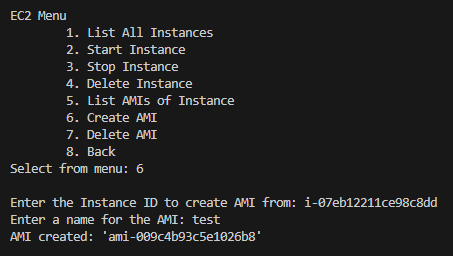 EC2 Menu
1. List All Instances
2. Start Instance
3. Stop Instance
4. Delete Instance
5. List AMIs of Instance
6. Create AMI
7. Delete AMI
8. Back
Select from menu: 6
Enter the Instance ID to create AMI from: i-07eb12211ce98c8dd
Enter a name for the AMI: test
AMI created: 'ami-009c4b93c5e1026b8'